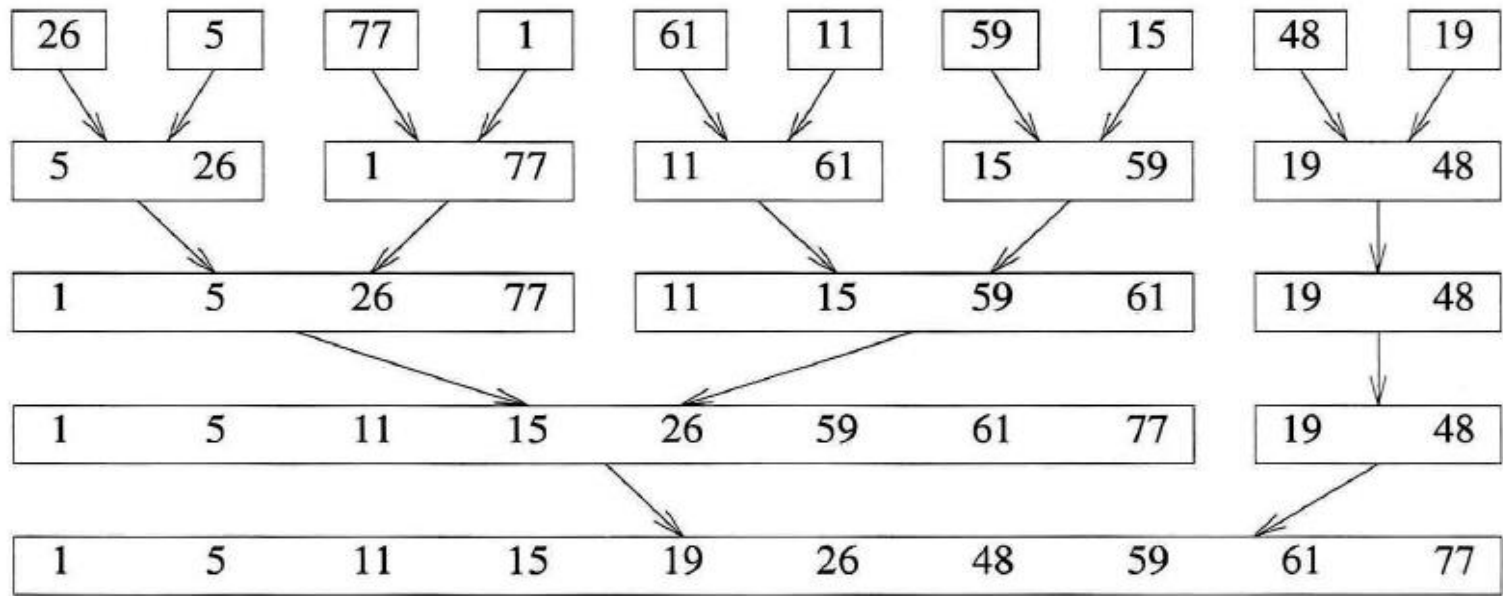 26 5 77 1 61 11 59 15 48 19
5 26 1 77 11 61 15 59 19 48
1 5 26 77 11 15 59 61 19 48
1 5 11 15 26 59 61 77 19 48
1 5 11 15 19 26 48 59 61 77